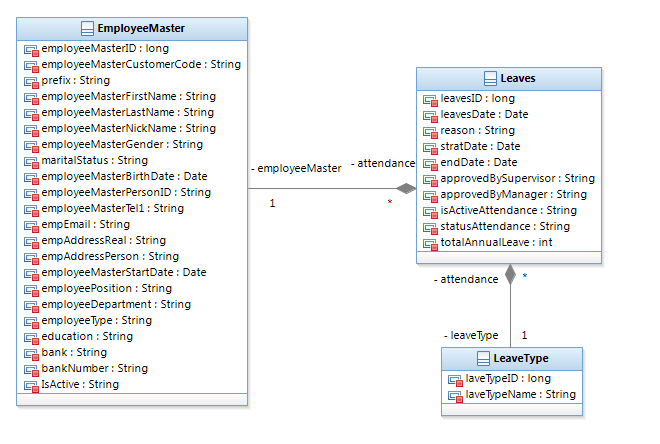 EmployeeMaster
employeeMasterID : long
employeeMasterCustomerCode : String
prefix : String
employeeMasterFirstName : String
employeeMasterLastName : String
employeeMasterNickName : String
employeeMasterGender : String
maritalStatus : String
employeeMasterBirthDate : Date
employeeMasterPersonID : String
employeeMasterTel1 : String
empEmail : String
empAddressReal : String
empAddressPerson : String
employeeMasterStartDate : Date
employeePosition : String
employeeDepartment : String
employeeType : String
education : String
bank : String
bankNumber : String
IsActive : String
- employeeMaster
1
- attendance
*
Leaves
leavesID : long
leavesDate : Date
reason : String
stratDate : Date
endDate : Date
approvedBySupervisor : String
approvedByManager : String
isActiveAttendance : String
statusAttendance : String
totalAnnualLeave : int
- attendance
*
- leaveType
1
LeaveType
laveTypeID : long
laveTypeName : String